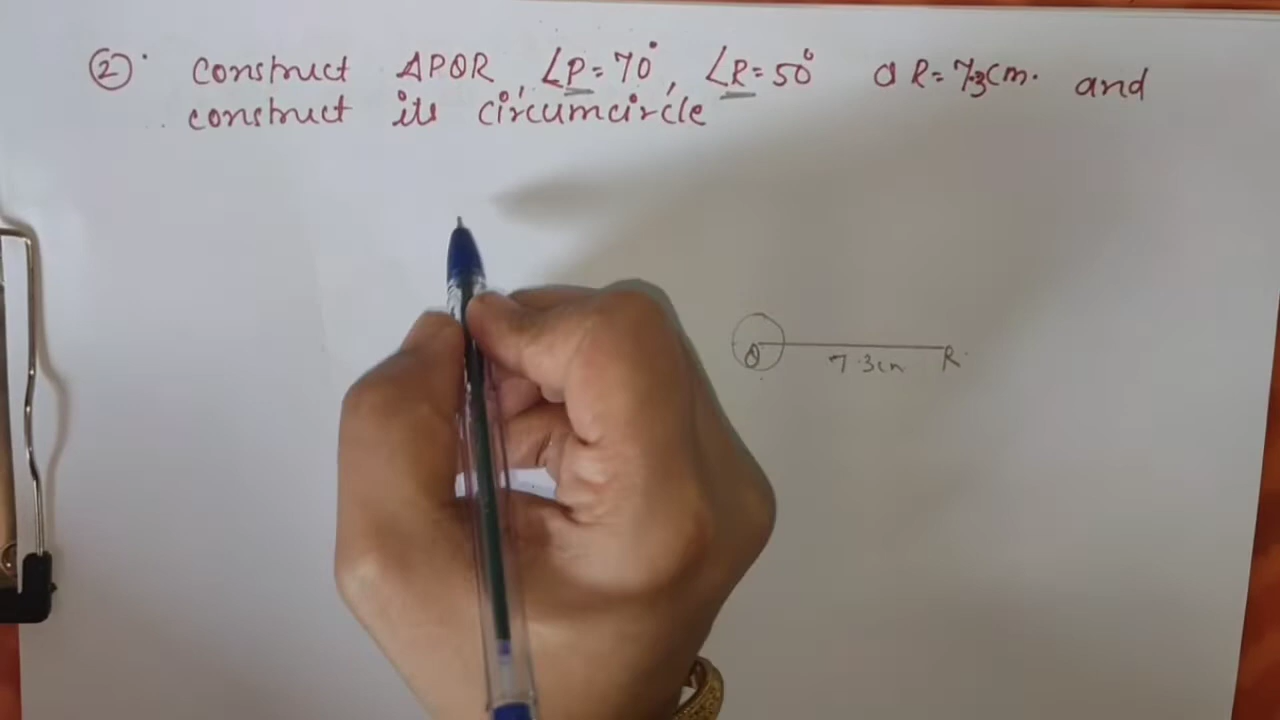 ② construct ΔPQR, ∠P=70°, ∠R=50° QR=7.3cm. and
construct its circumcircle
Q 7.3cm R